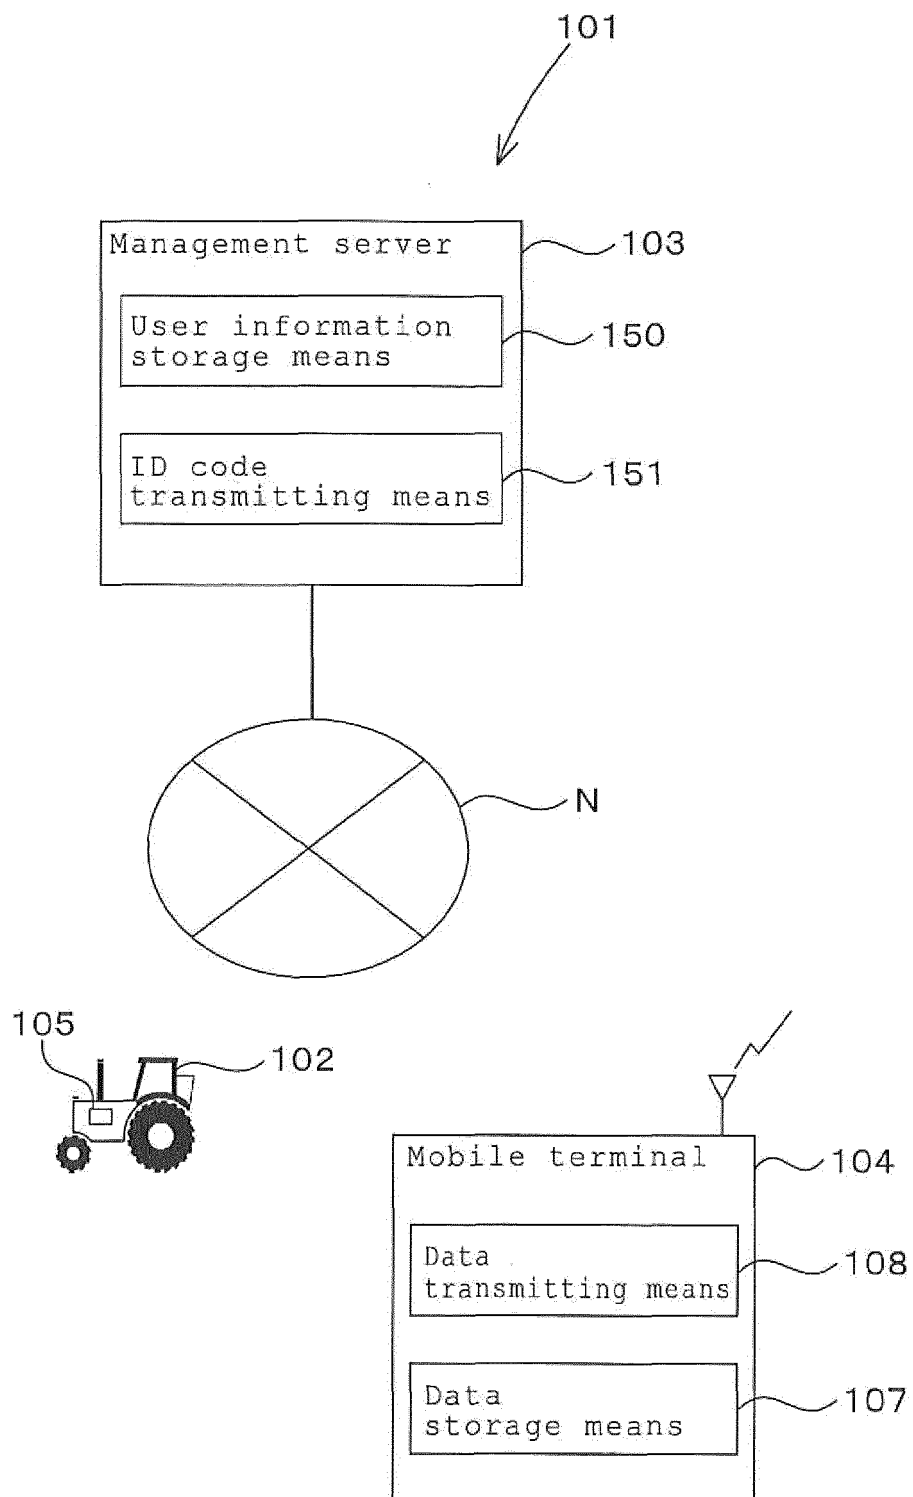 101
Management server
103
User information
storage means
150
ID code
transmitting means
151
N
105
102
Mobile terminal
104
Data
transmitting means
108
Data
storage means
107